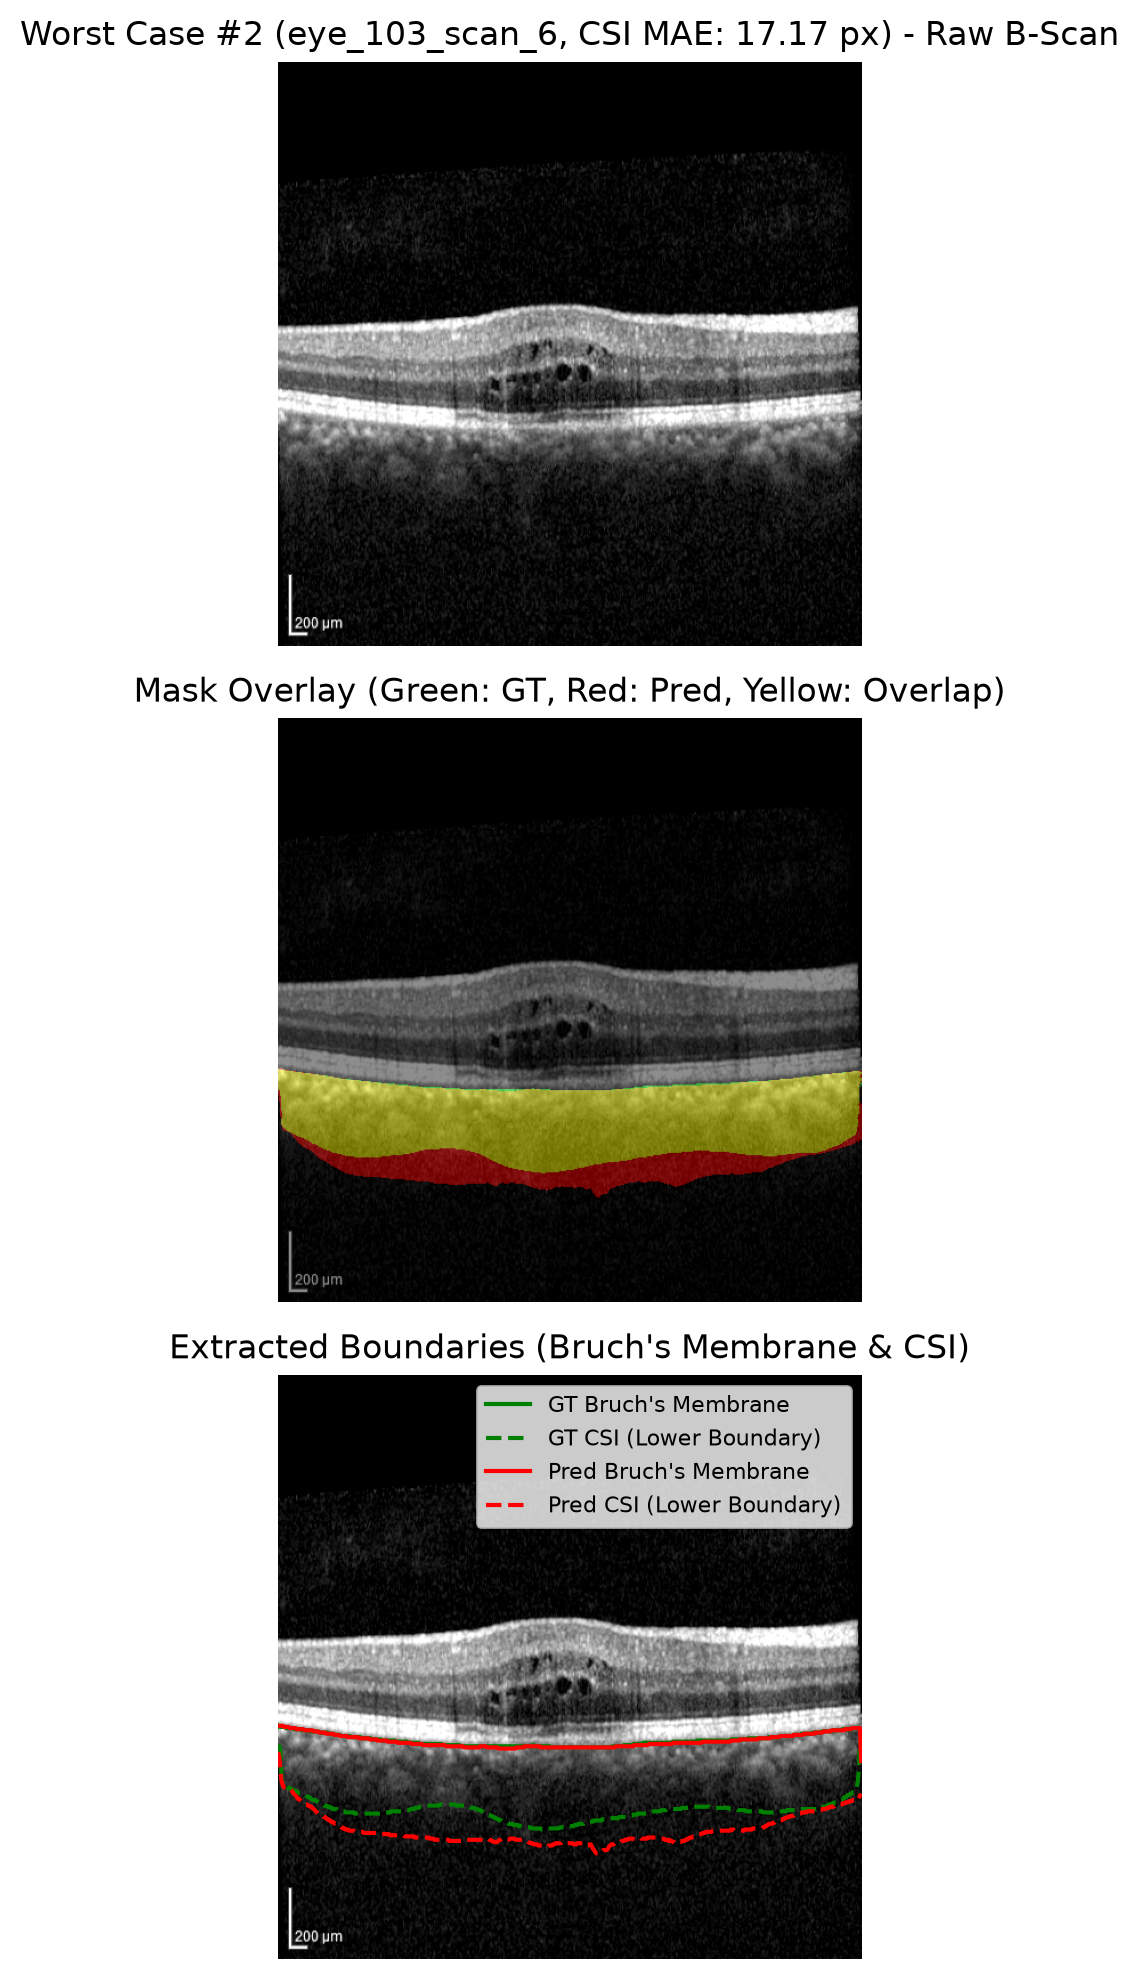 Worst Case #2 (eye_103_scan_6, CSI MAE: 17.17 px) - Raw B-Scan
200 µm
Mask Overlay (Green: GT, Red: Pred, Yellow: Overlap)
200 µm
Extracted Boundaries (Bruch's Membrane & CSI)
GT Bruch's Membrane
GT CSI (Lower Boundary)
Pred Bruch's Membrane
Pred CSI (Lower Boundary)
200 µm